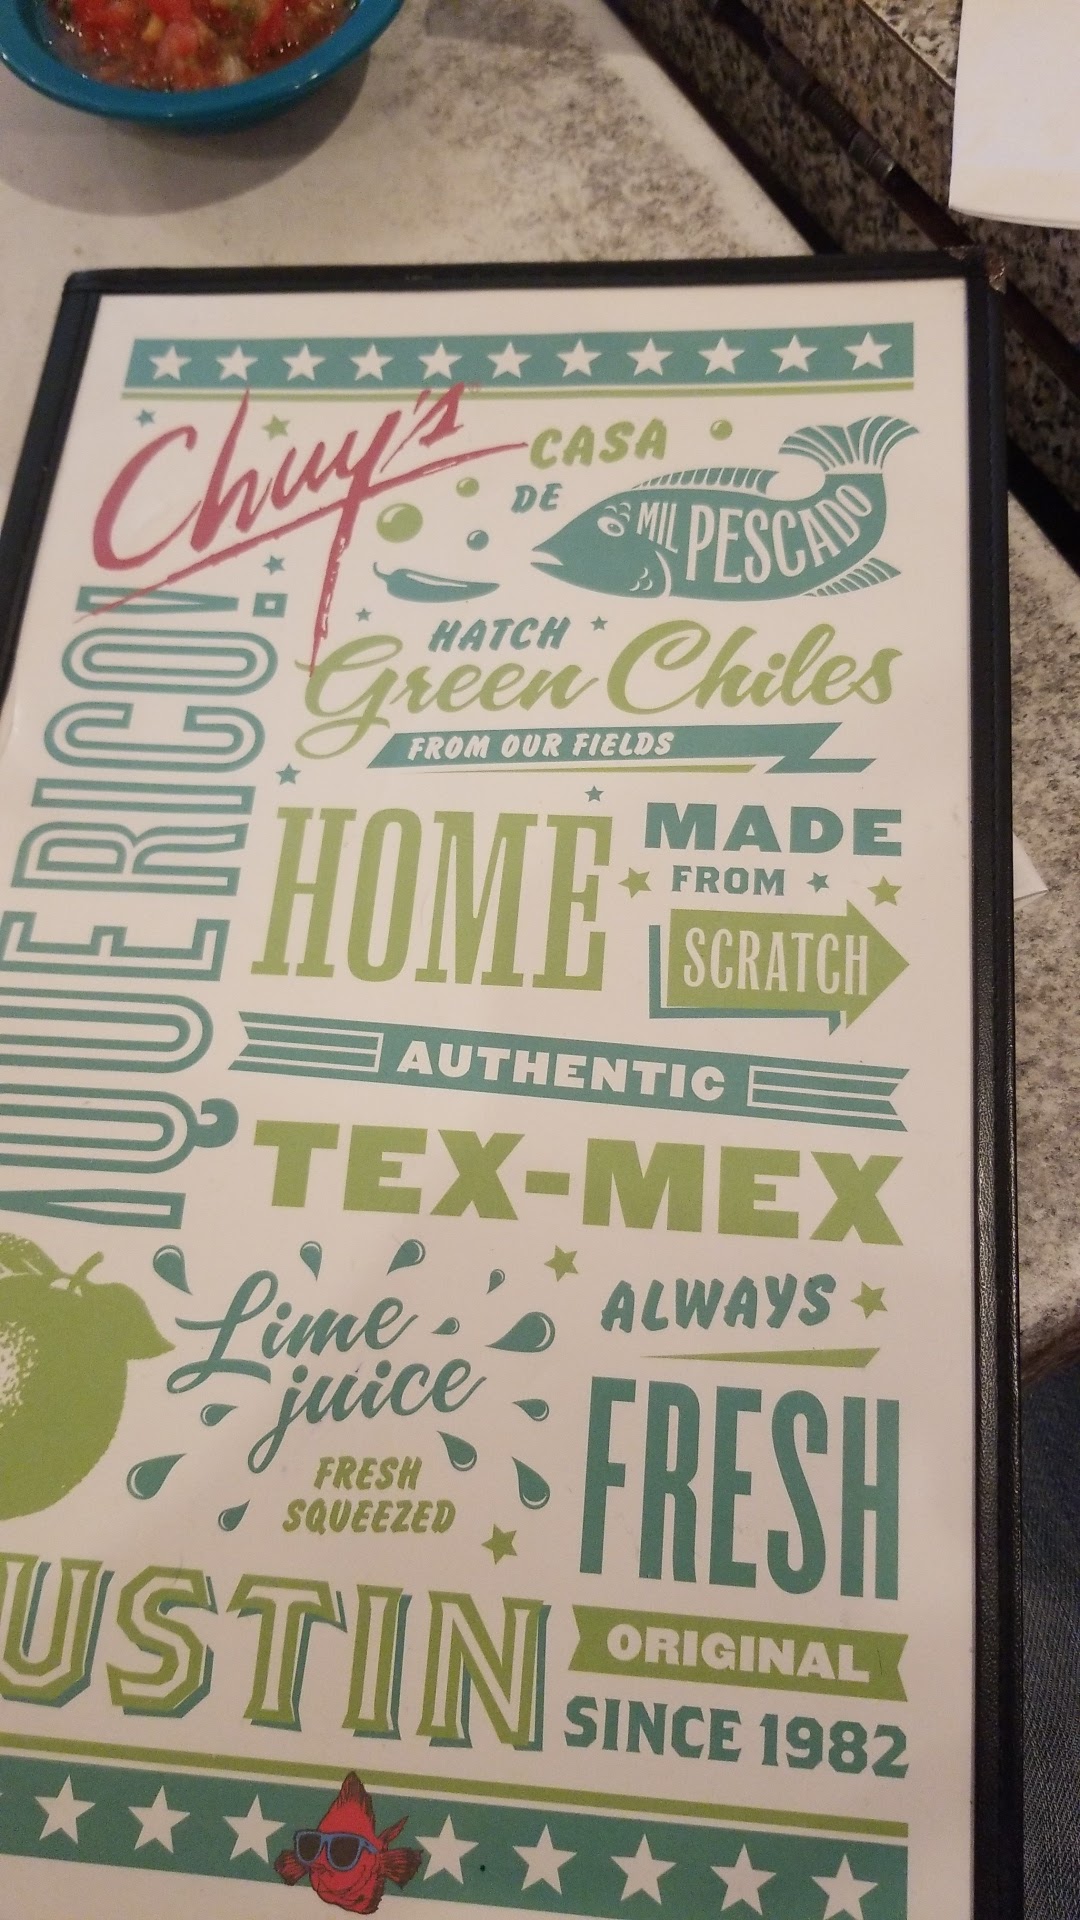 Chuy's
CASA
DE
MIL PESCADO
¡QUE RICO!
HATCH
Green Chiles
FROM OUR FIELDS
HOME
MADE
FROM
SCRATCH
AUTHENTIC
TEX-MEX
Lime
juice
FRESH
SQUEEZED
ALWAYS
FRESH
USTIN
ORIGINAL
SINCE 1982